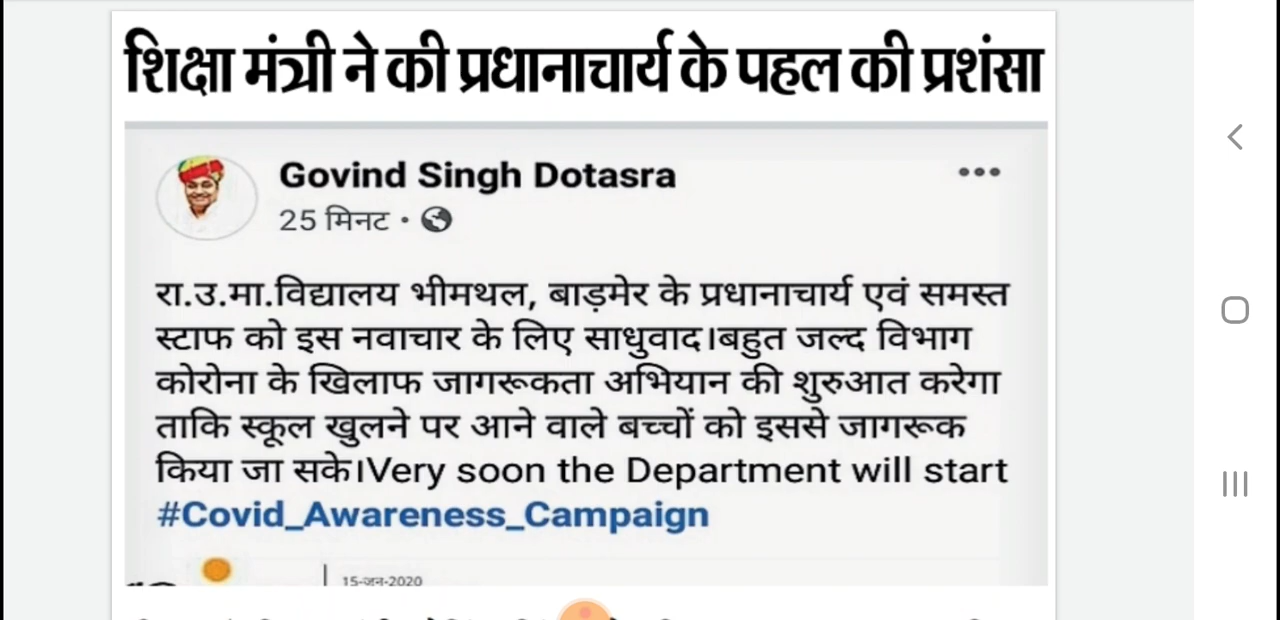 शिक्षा मंत्री ने की प्रधानाचार्य के पहल की प्रशंसा
Govind Singh Dotasra
25 मिनट •
रा.उ.मा.विद्यालय भीमथल, बाड़मेर के प्रधानाचार्य एवं समस्त
स्टाफ को इस नवाचार के लिए साधुवाद।बहुत जल्द विभाग
कोरोना के खिलाफ जागरूकता अभियान की शुरुआत करेगा
ताकि स्कूल खुलने पर आने वाले बच्चों को इससे जागरूक
किया जा सके।Very soon the Department will start
#Covid_Awareness_Campaign
15-जन-2020